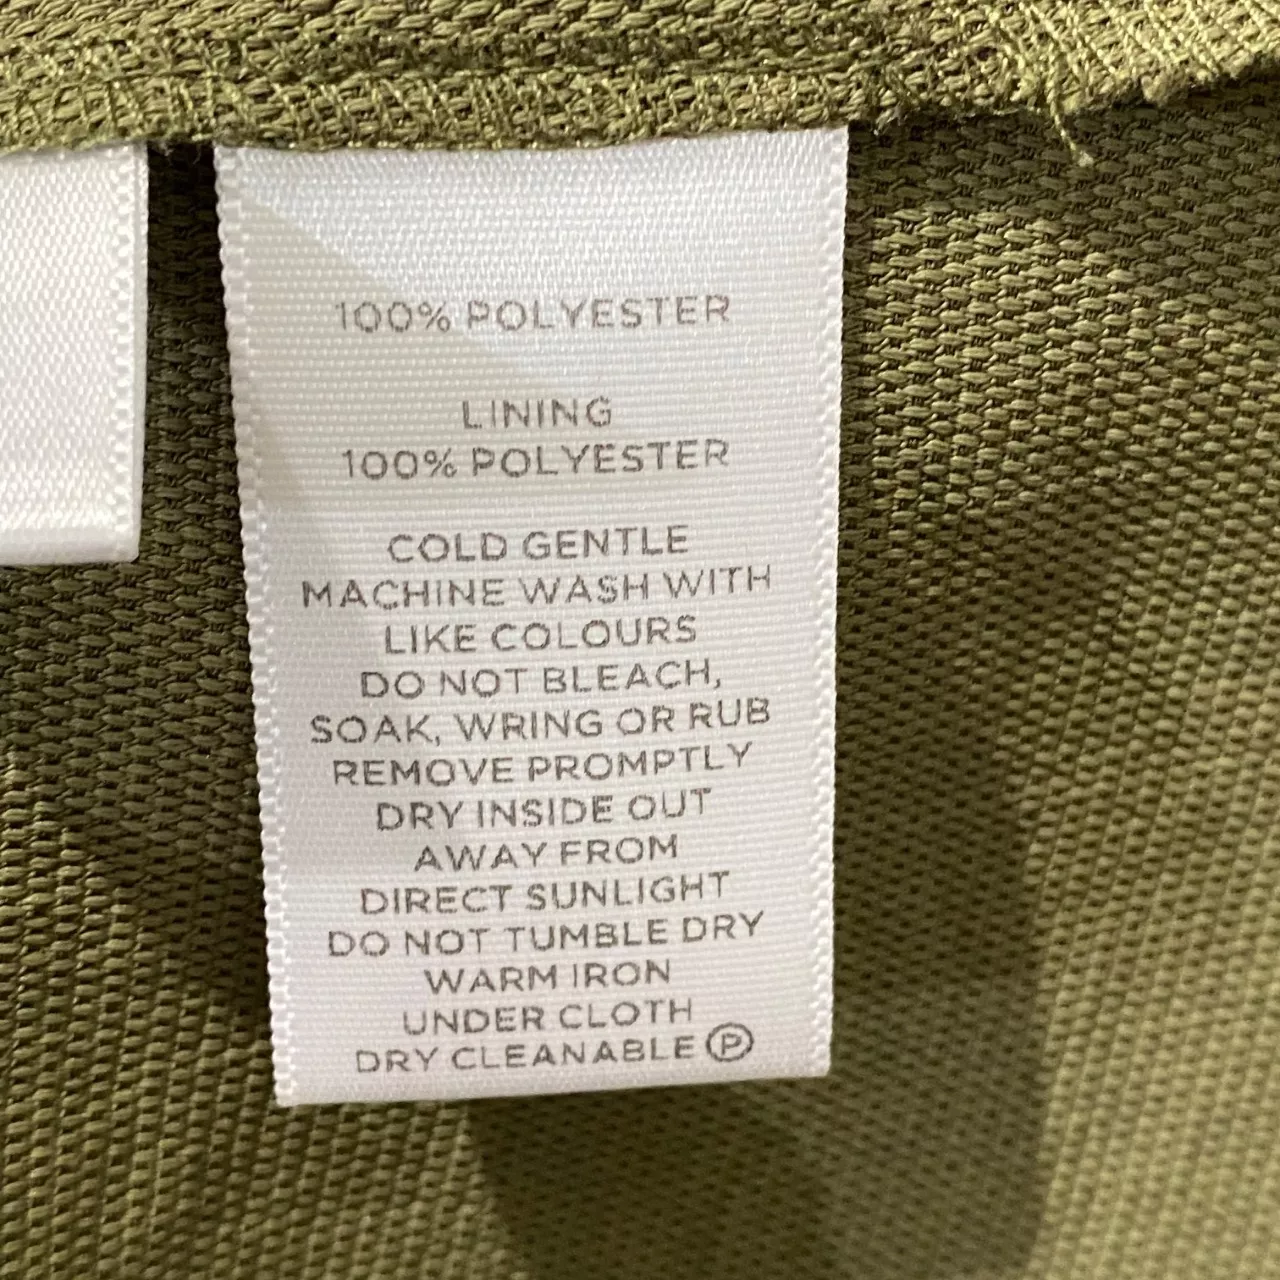 100% POLYESTER
LINING
100% POLYESTER
COLD GENTLE
MACHINE WASH WITH
LIKE COLOURS
DO NOT BLEACH,
SOAK, WRING OR RUB
REMOVE PROMPTLY
DRY INSIDE OUT
AWAY FROM
DIRECT SUNLIGHT
DO NOT TUMBLE DRY
WARM IRON
UNDER CLOTH
DRY CLEANABLE Ⓟ